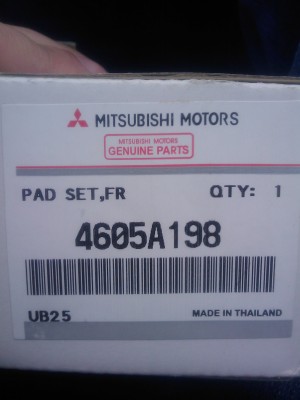 MITSUBISHI MOTORS
MITSUBISHI MOTORS
GENUINE PARTS
PAD SET,FR QTY: 1
4605A198
UB25 MADE IN THAILAND